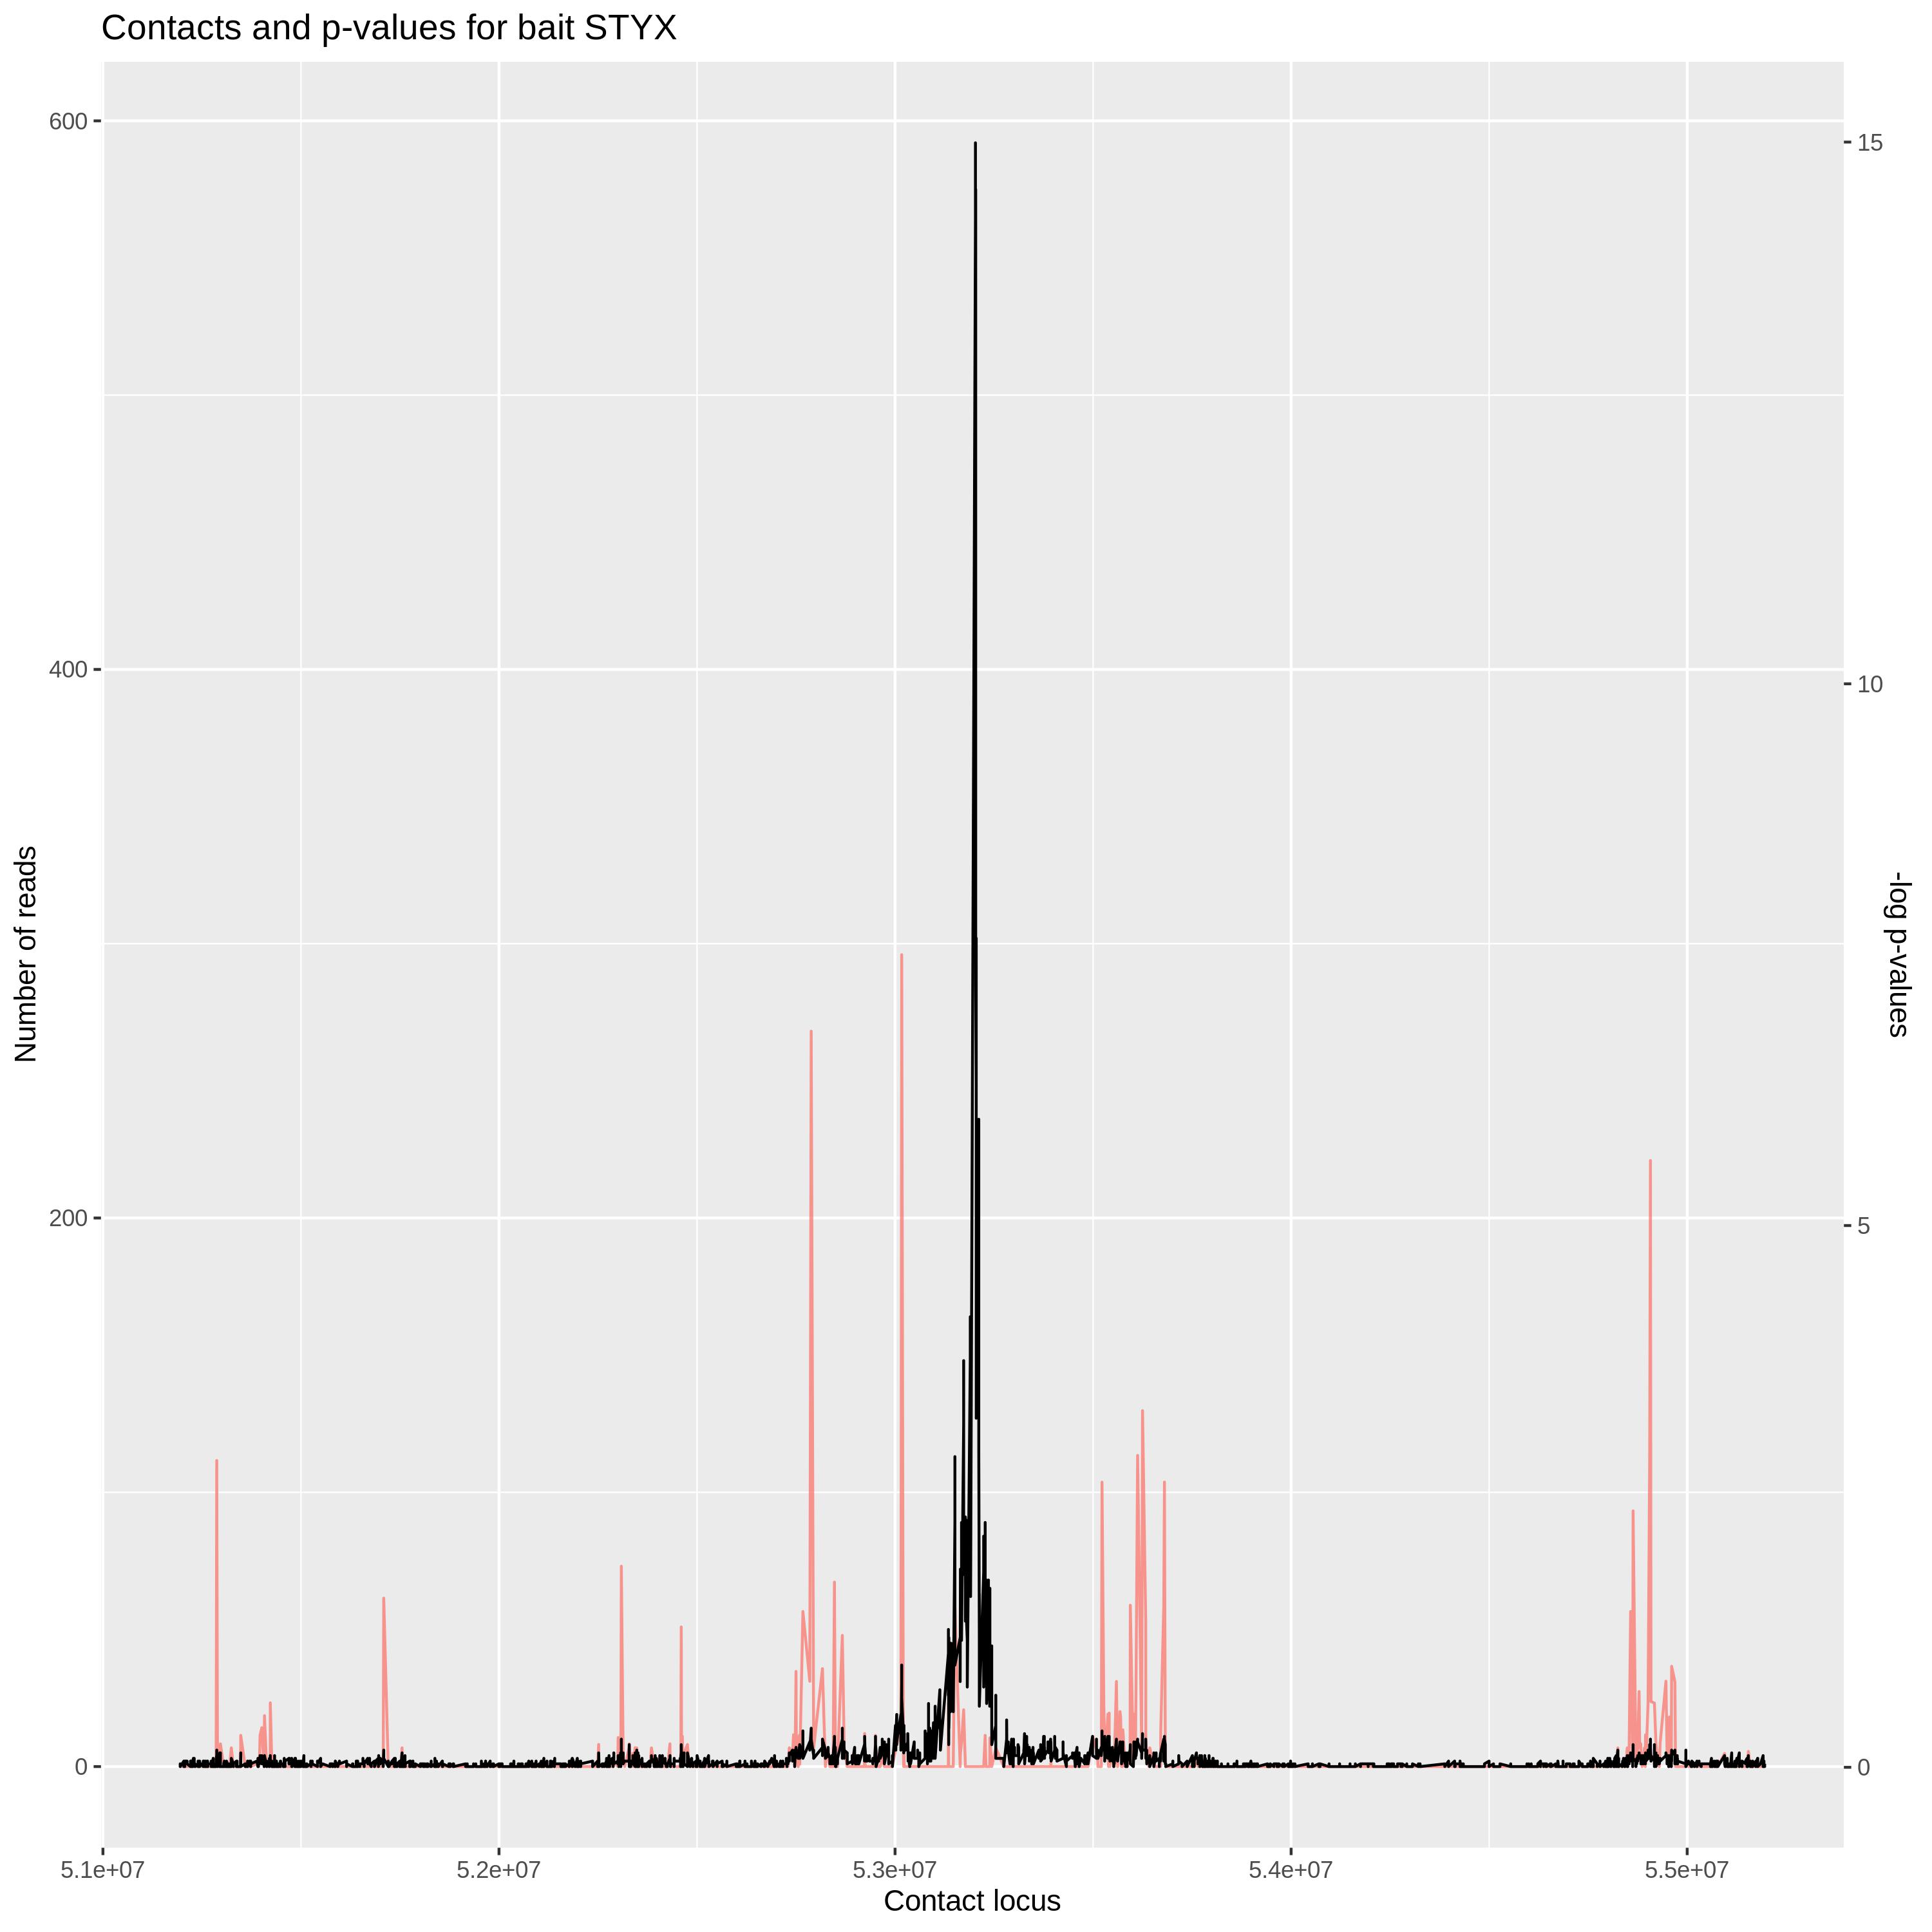 Contacts and p-values for bait STYX
600
400
200
0
15
10
5
0
Number of reads
-log p-values
5.1e+07 5.2e+07 5.3e+07 5.4e+07 5.5e+07
Contact locus